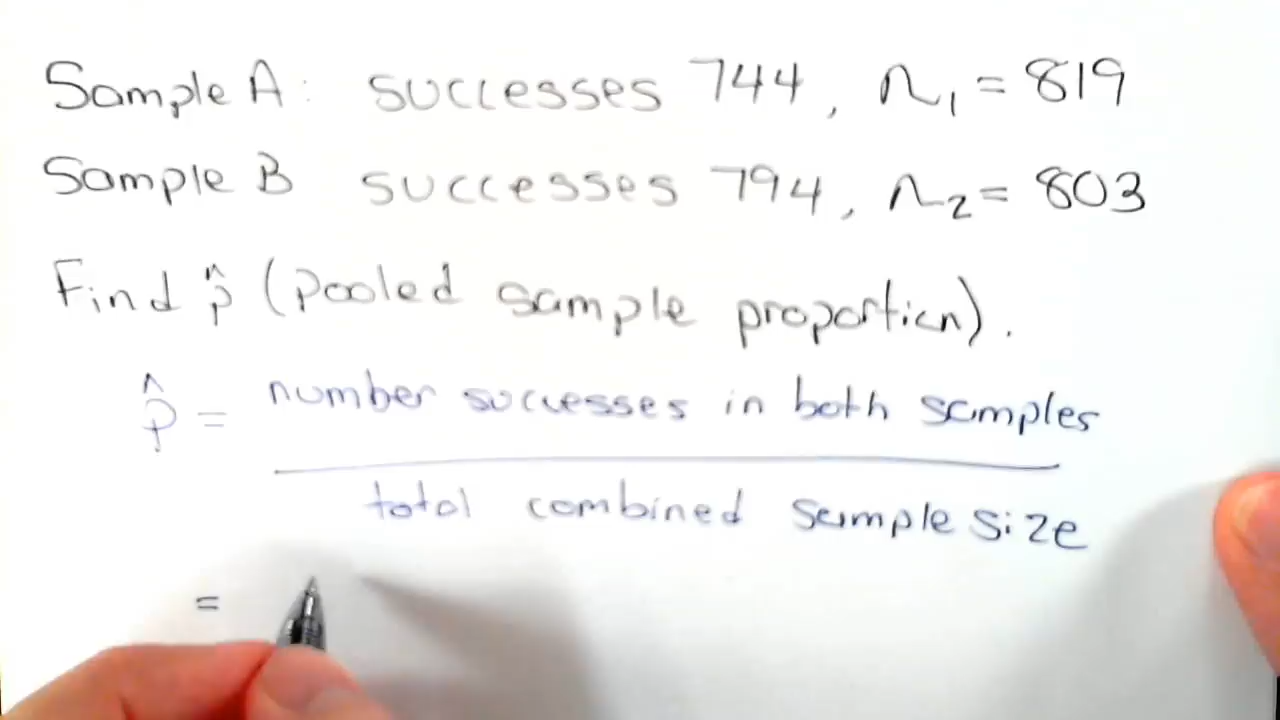 Sample A: successes 744, n₁ = 819
Sample B successes 794, n₂ = 803
Find p̂ (pooled sample proportion).
p̂ = number successes in both samples
total combined sample size
=